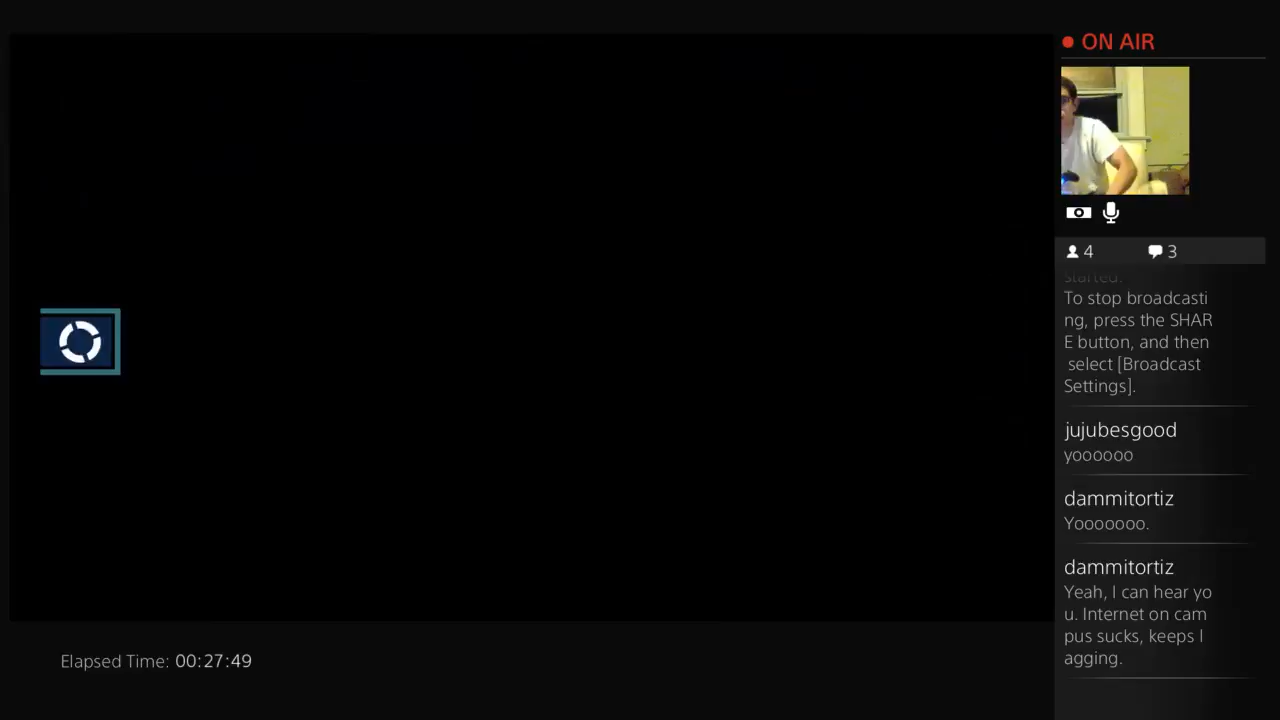 ON AIR
4 3
started.
To stop broadcasti
ng, press the SHAR
E button, and then
select [Broadcast
Settings].
jujubesgood
yoooooo
dammitortiz
Yooooooo.
dammitortiz
Yeah, I can hear yo
u. Internet on cam
pus sucks, keeps l
agging.
Elapsed Time: 00:27:49